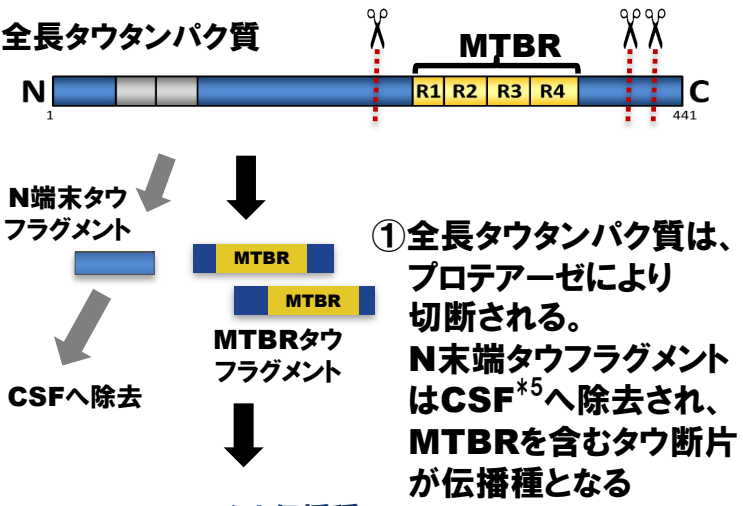 全長タウタンパク質
MTBR
N
R1 R2 R3 R4
C
1
441
N端末タウ
フラグメント
MTBR
MTBR
MTBRタウ
フラグメント
CSFへ除去
①全長タウタンパク質は、
プロテアーゼにより
切断される。
N末端タウフラグメント
はCSF*5へ除去され、
MTBRを含むタウ断片
が伝播種となる